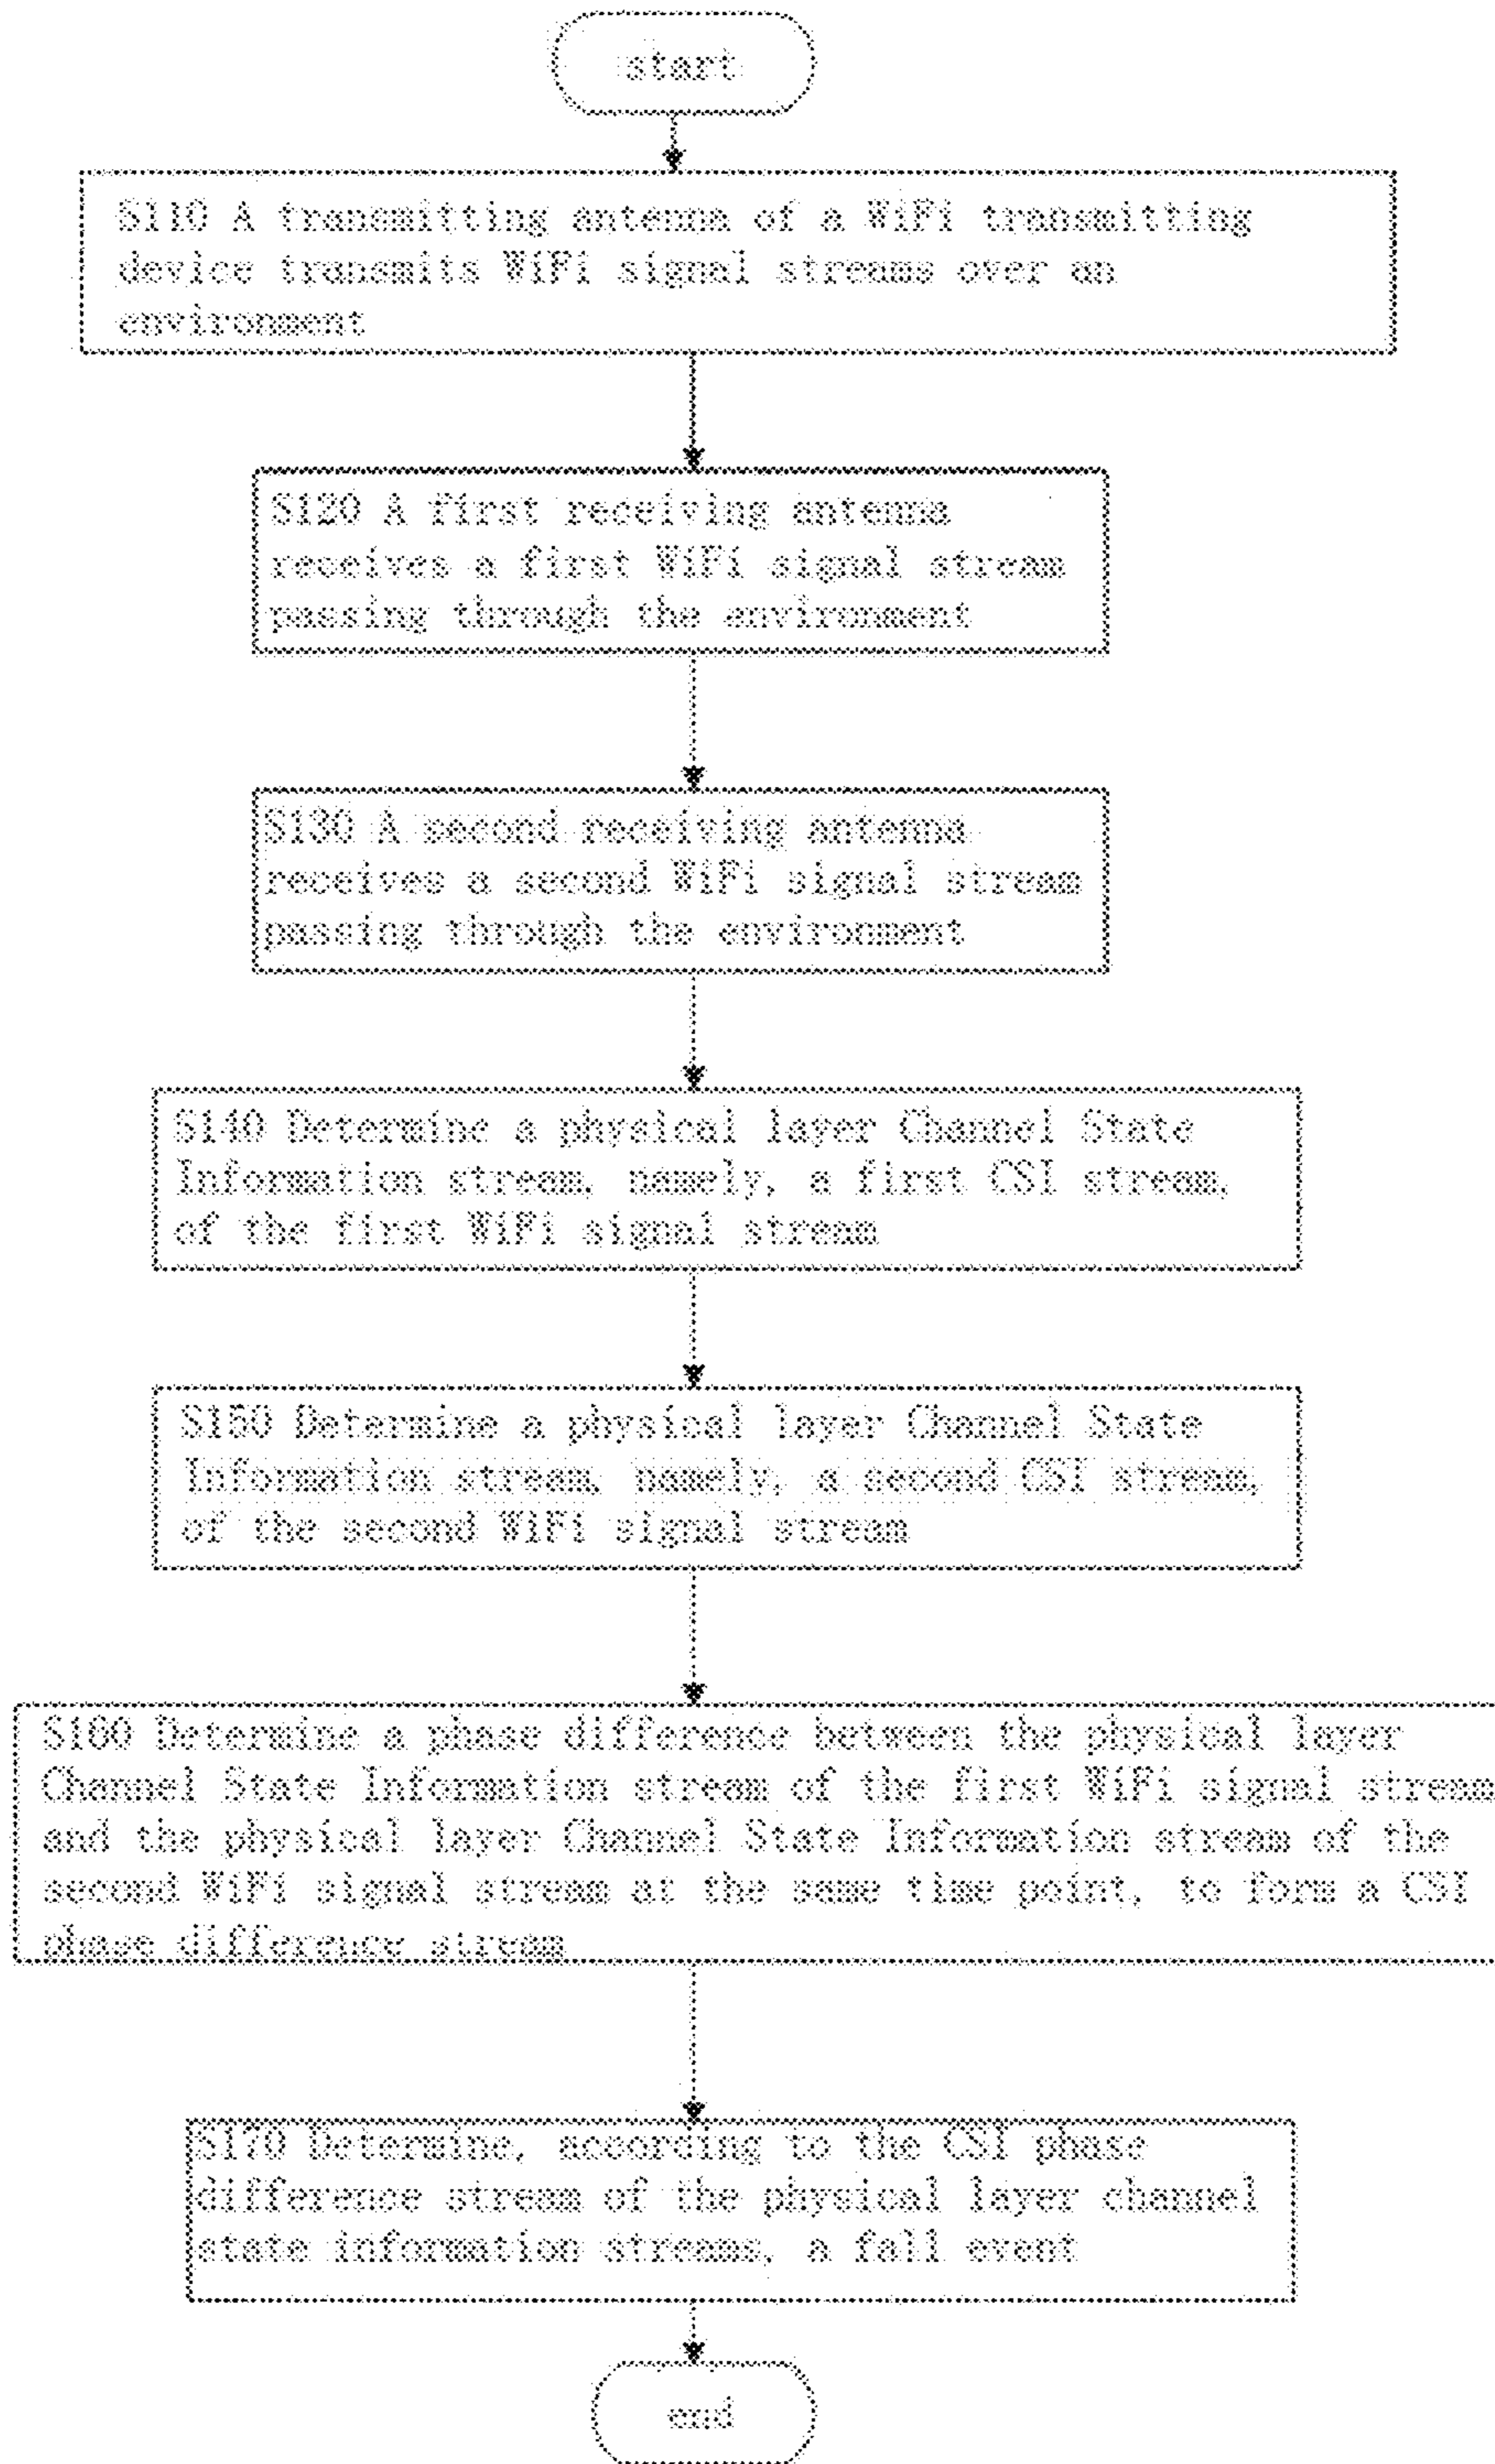 start
S110 A transmitting antenna of a WiFi transmitting
device transmits WiFi signal streams over an
environment
S120 A first receiving antenna
receives a first WiFi signal stream
passing through the environment
S130 A second receiving antenna
receives a second WiFi signal stream
passing through the environment
S140 Determine a physical layer Channel State
Information stream, namely, a first CSI stream,
of the first WiFi signal stream
S150 Determine a physical layer Channel State
Information stream, namely, a second CSI stream,
of the second WiFi signal stream
S160 Determine a phase difference between the physical layer
Channel State Information stream of the first WiFi signal stream
and the physical layer Channel State Information stream of the
second WiFi signal stream at the same time point, to form a CSI
phase difference stream
S170 Determine, according to the CSI phase
difference stream of the physical layer channel
state information streams, a fall event
end